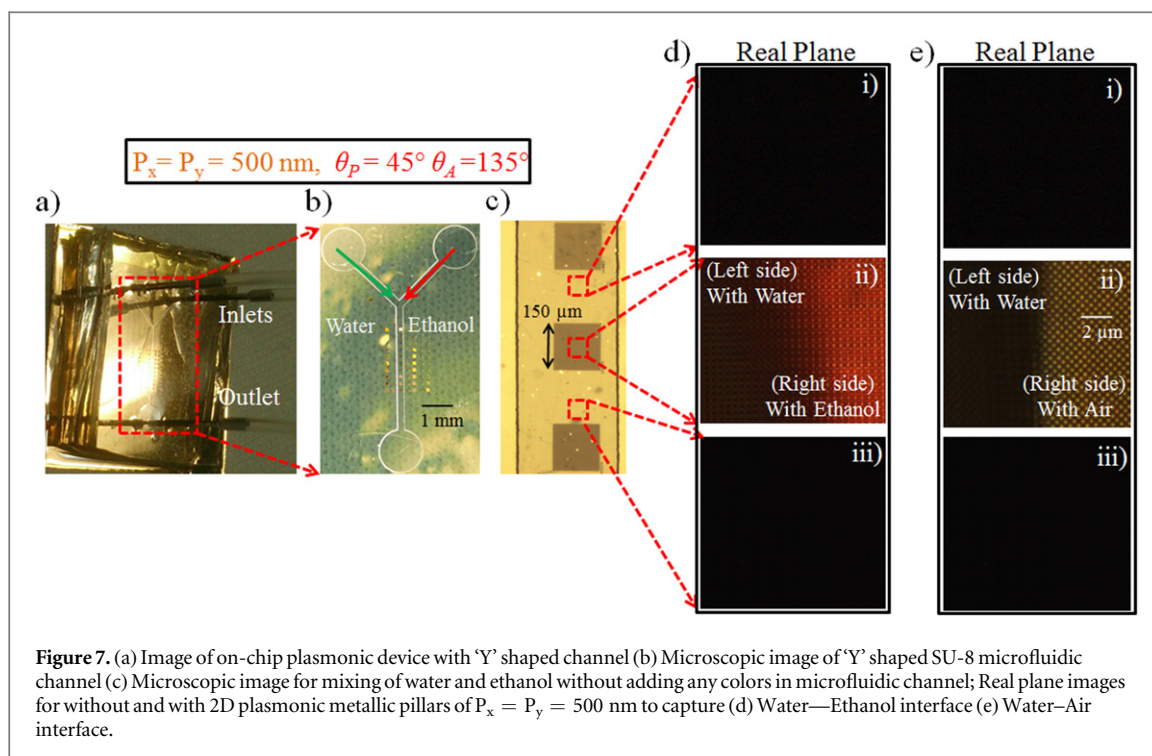 d)
Real Plane
e)
Real Plane
i)
i)
Pₓ= Pᵧ = 500 nm, θ_P = 45° θ_A =135°
a)
b)
c)
Inlets
Outlet
Water
Ethanol
1 mm
150 µm
(Left side)
With Water
ii)
(Right side)
With Ethanol
(Left side)
With Water
ii)
2 µm
(Right side)
With Air
iii)
iii)
Figure 7. (a) Image of on-chip plasmonic device with ‘Y’ shaped channel (b) Microscopic image of ‘Y’ shaped SU-8 microfluidic
channel (c) Microscopic image for mixing of water and ethanol without adding any colors in microfluidic channel; Real plane images
for without and with 2D plasmonic metallic pillars of Pₓ = Pᵧ = 500 nm to capture (d) Water—Ethanol interface (e) Water–Air
interface.